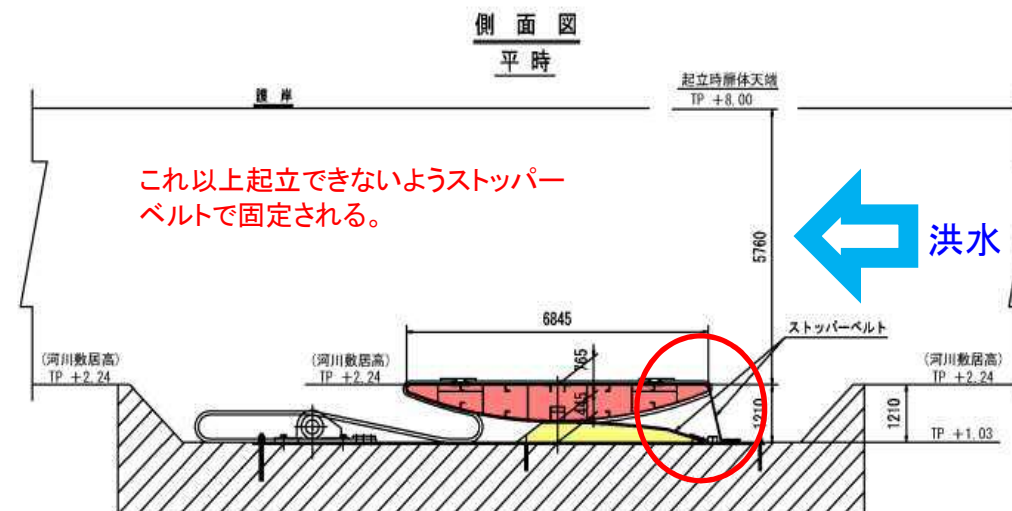 側 面 図
平 時
起立時扉体天端
TP +8.00
護 岸
これ以上起立できないようストッパー
ベルトで固定される。
洪水
5760
6845
ストッパーベルト
(河川敷居高)
TP +2.24
(河川敷居高)
TP +2.24
(河川敷居高)
TP +2.24
765
445
1210
1210
TP +1.03